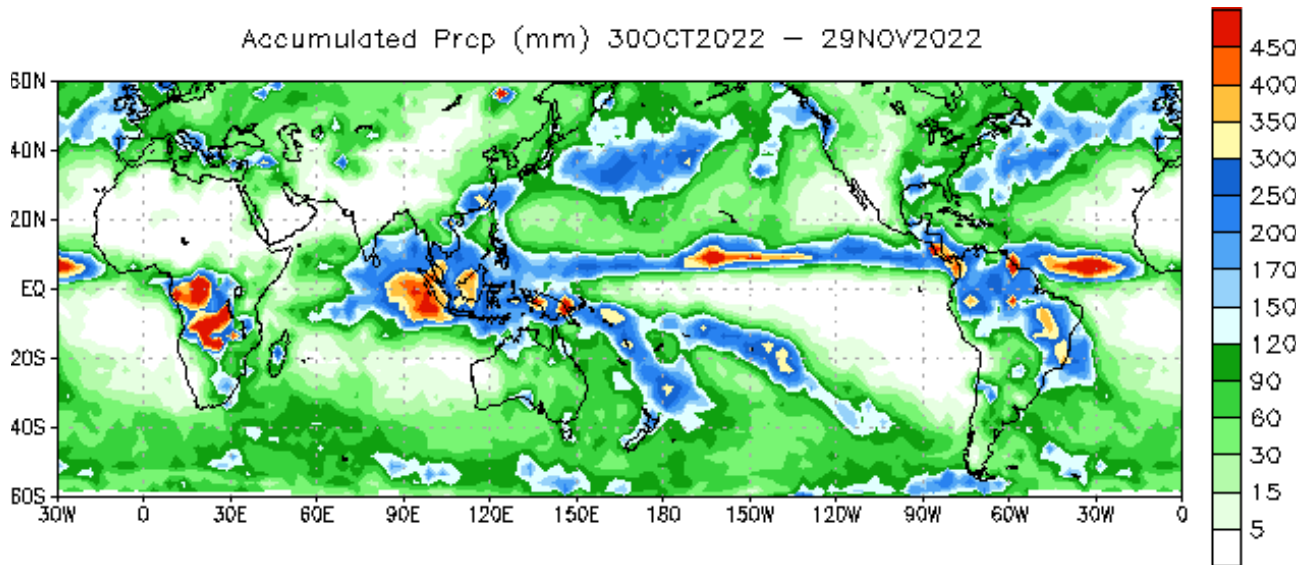 Accumulated Prcp (mm) 30OCT2022 – 29NOV2022
60N
40N
20N
EQ
20S
40S
60S
30W 0 30E 60E 90E 120E 150E 180 150W 120W 90W 60W 30W 0
450
400
350
300
250
200
170
150
120
90
60
30
15
5